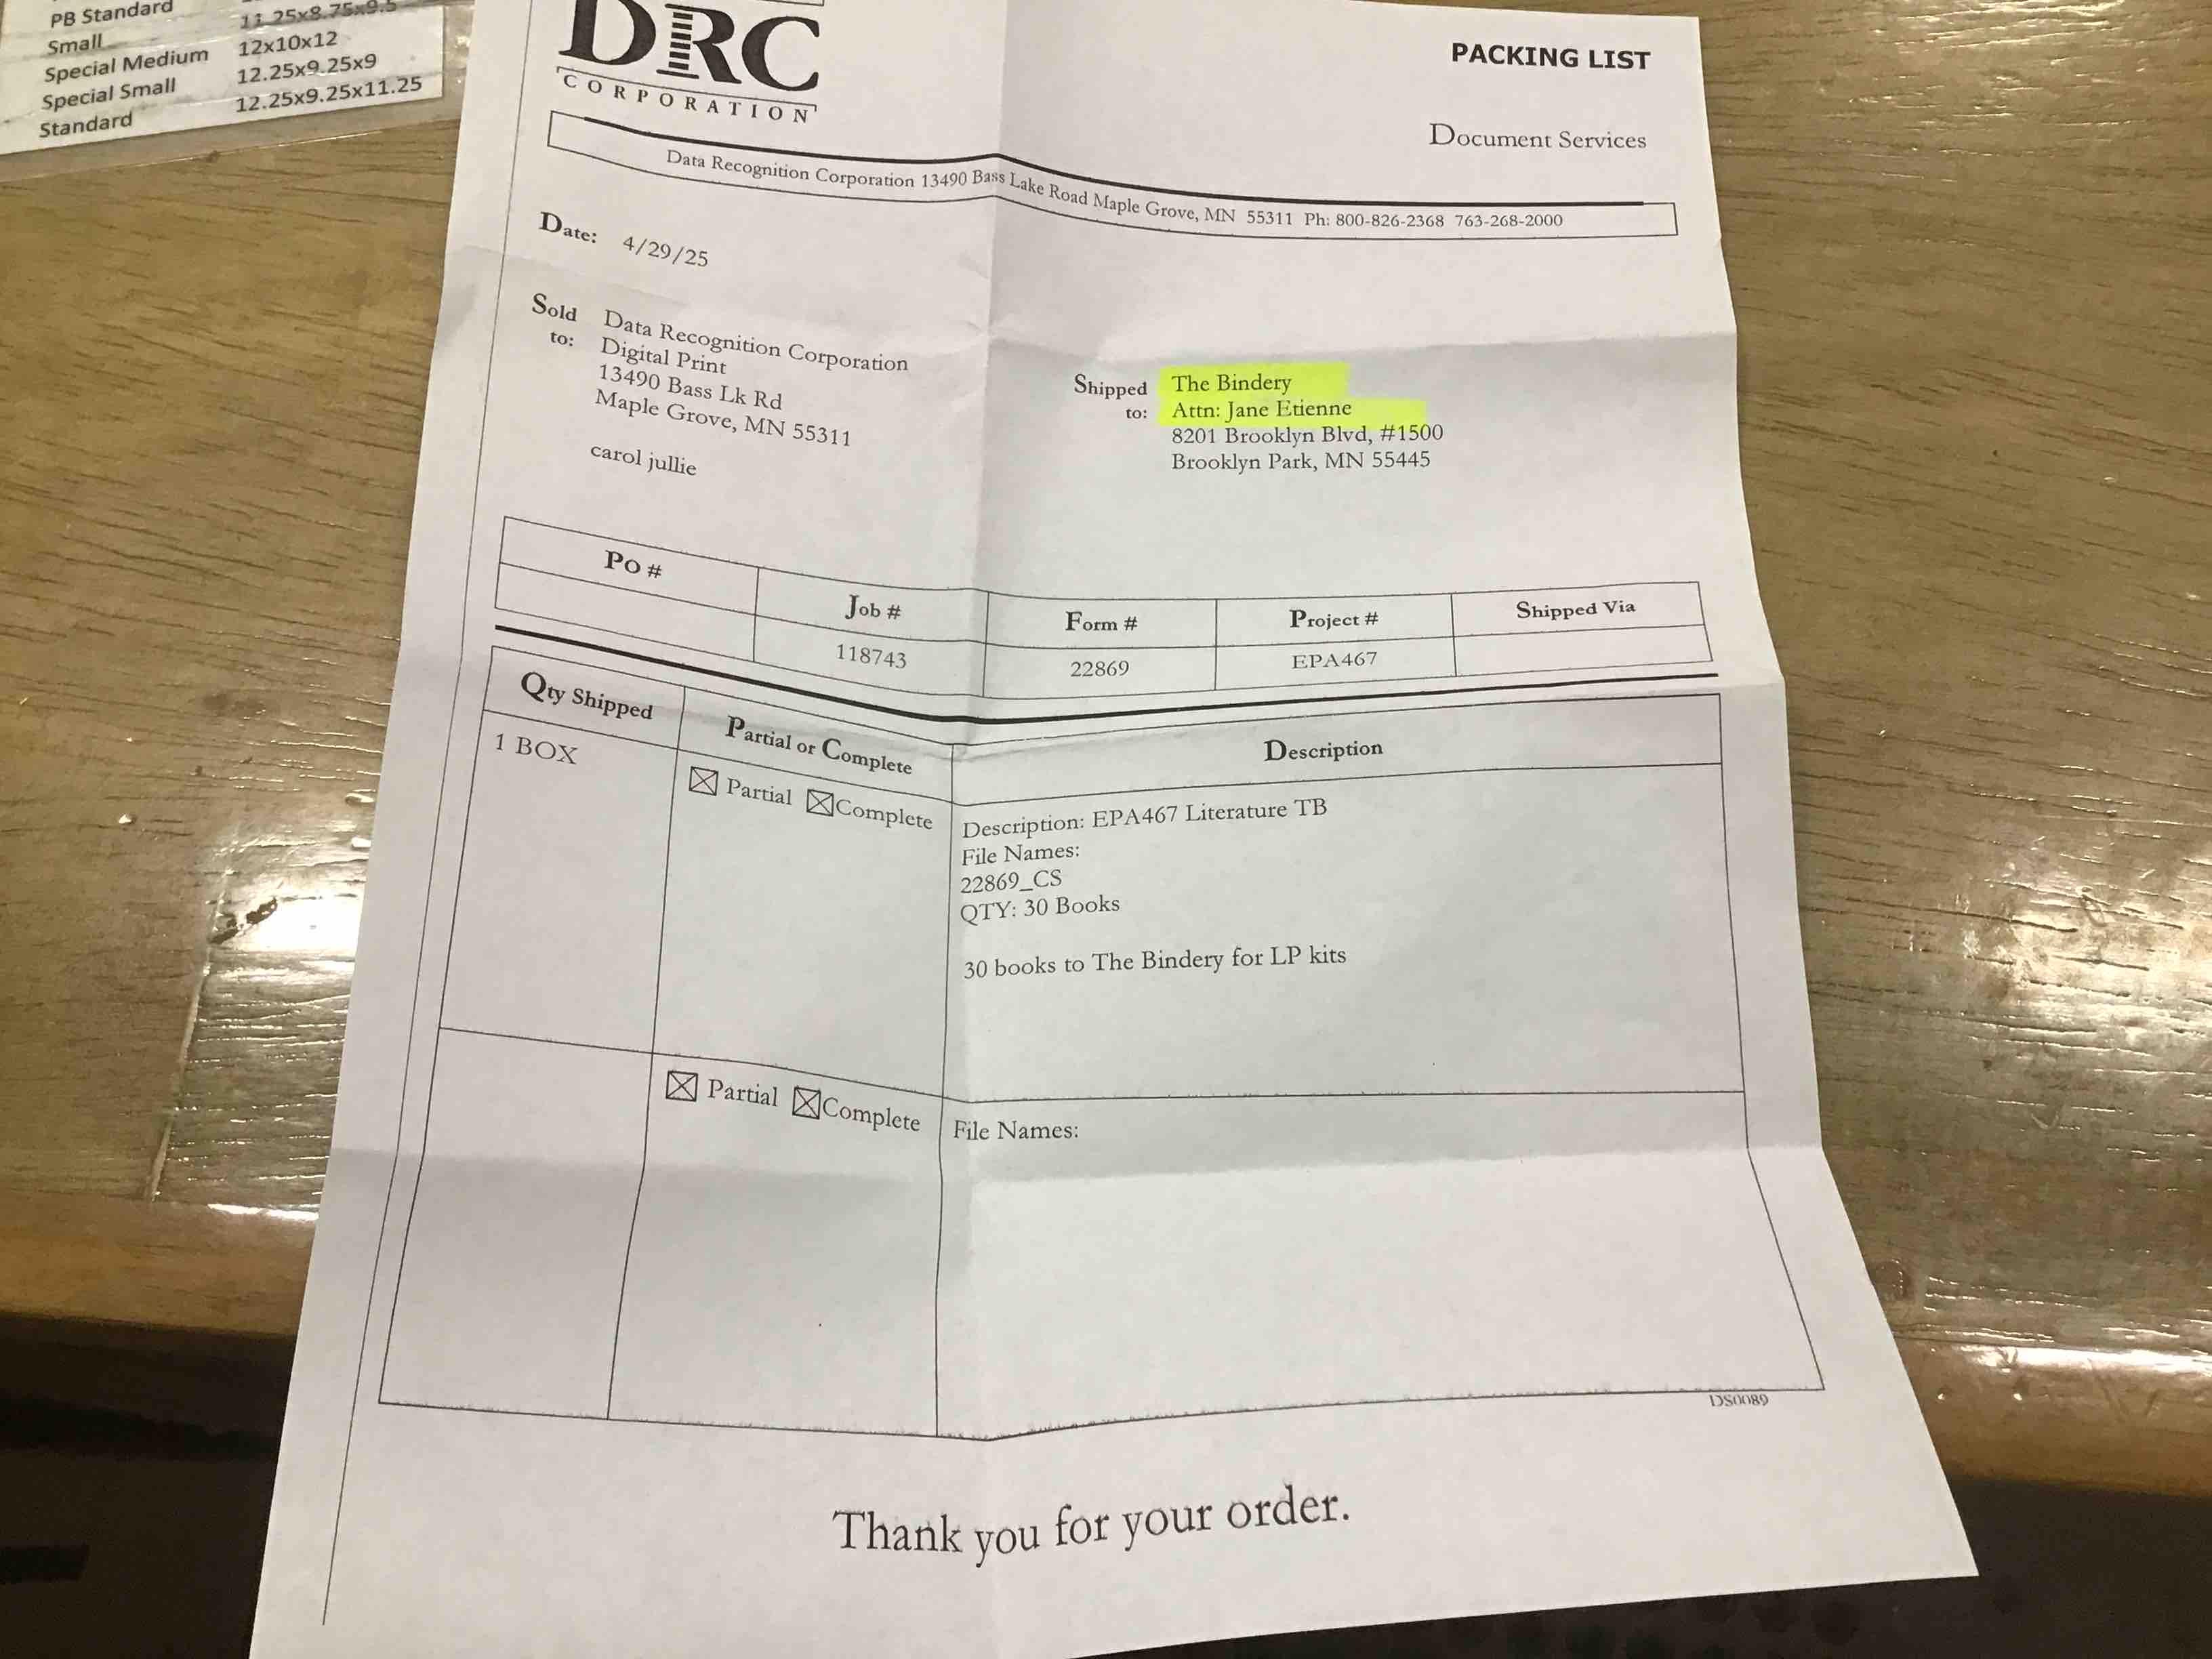 PB Standard
Small 11.25x8.75x9.5
Special Medium 12x10x12
Special Small 12.25x9.25x9
Standard 12.25x9.25x11.25
DRC
CORPORATION
PACKING LIST
Document Services
Data Recognition Corporation 13490 Bass Lake Road Maple Grove, MN 55311 Ph: 800-826-2368 763-268-2000
Date: 4/29/25
Sold to: Data Recognition Corporation
Digital Print
13490 Bass Lk Rd
Maple Grove, MN 55311
carol jullie
Shipped to: The Bindery
Attn: Jane Etienne
8201 Brooklyn Blvd, #1500
Brooklyn Park, MN 55445
Po # Job # Form # Project # Shipped Via
118743 22869 EPA467
Qty Shipped Partial or Complete Description
1 BOX
☒ Partial ☒Complete
Description: EPA467 Literature TB
File Names:
22869_CS
QTY: 30 Books
30 books to The Bindery for LP kits
☒ Partial ☒Complete
File Names:
DS0089
Thank you for your order.